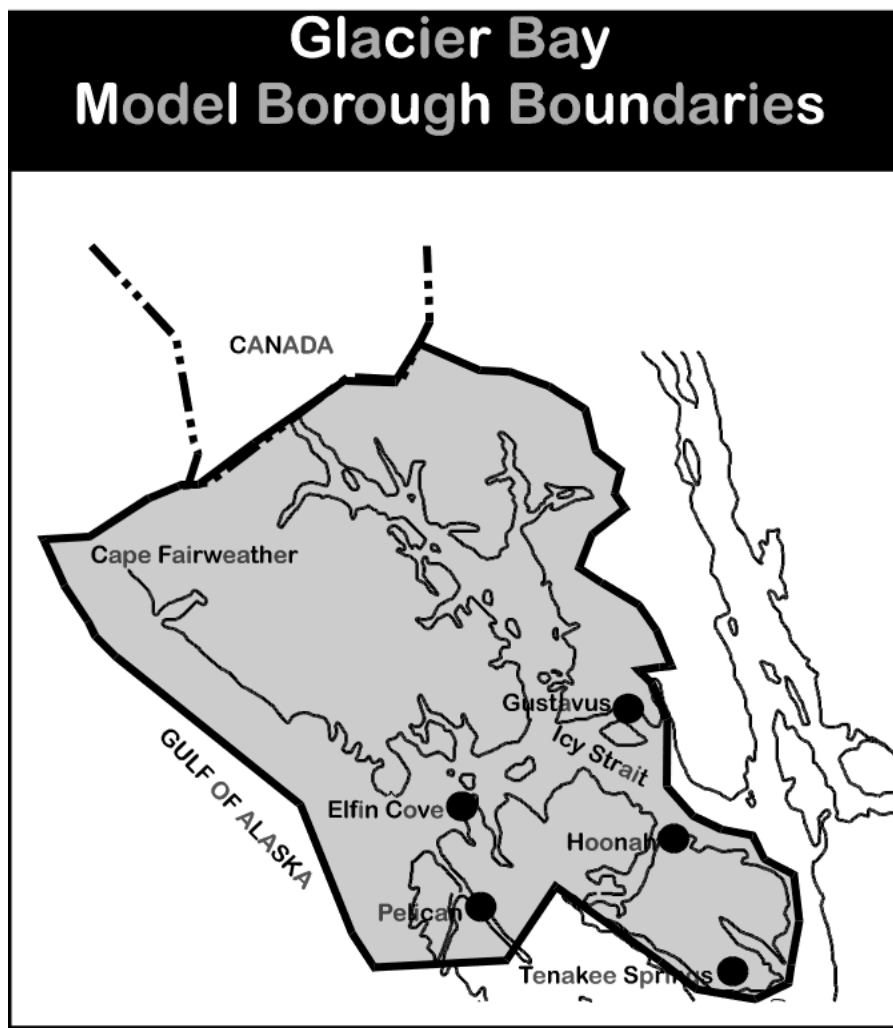 Glacier Bay
Model Borough Boundaries
CANADA
Cape Fairweather
Gustavus
Icy Strait
GULF OF ALASKA
Elfin Cove
Hoonah
Pelican
Tenakee Springs